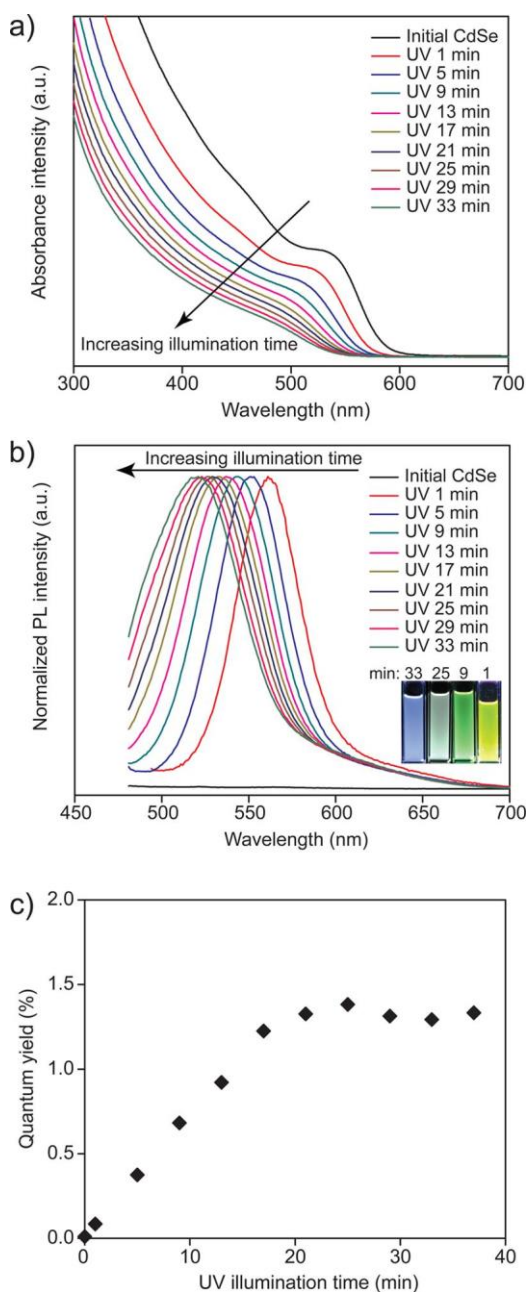 a)
Absorbance intensity (a.u.)
Initial CdSe
UV 1 min
UV 5 min
UV 9 min
UV 13 min
UV 17 min
UV 21 min
UV 25 min
UV 29 min
UV 33 min
Increasing illumination time
300 400 500 600 700
Wavelength (nm)
b)
Normalized PL intensity (a.u.)
Increasing illumination time
Initial CdSe
UV 1 min
UV 5 min
UV 9 min
UV 13 min
UV 17 min
UV 21 min
UV 25 min
UV 29 min
UV 33 min
min: 33 25 9 1
450 500 550 600 650 700
Wavelength (nm)
c)
Quantum yield (%)
2.0
1.5
1.0
0.5
0.0
0 10 20 30 40
UV illumination time (min)